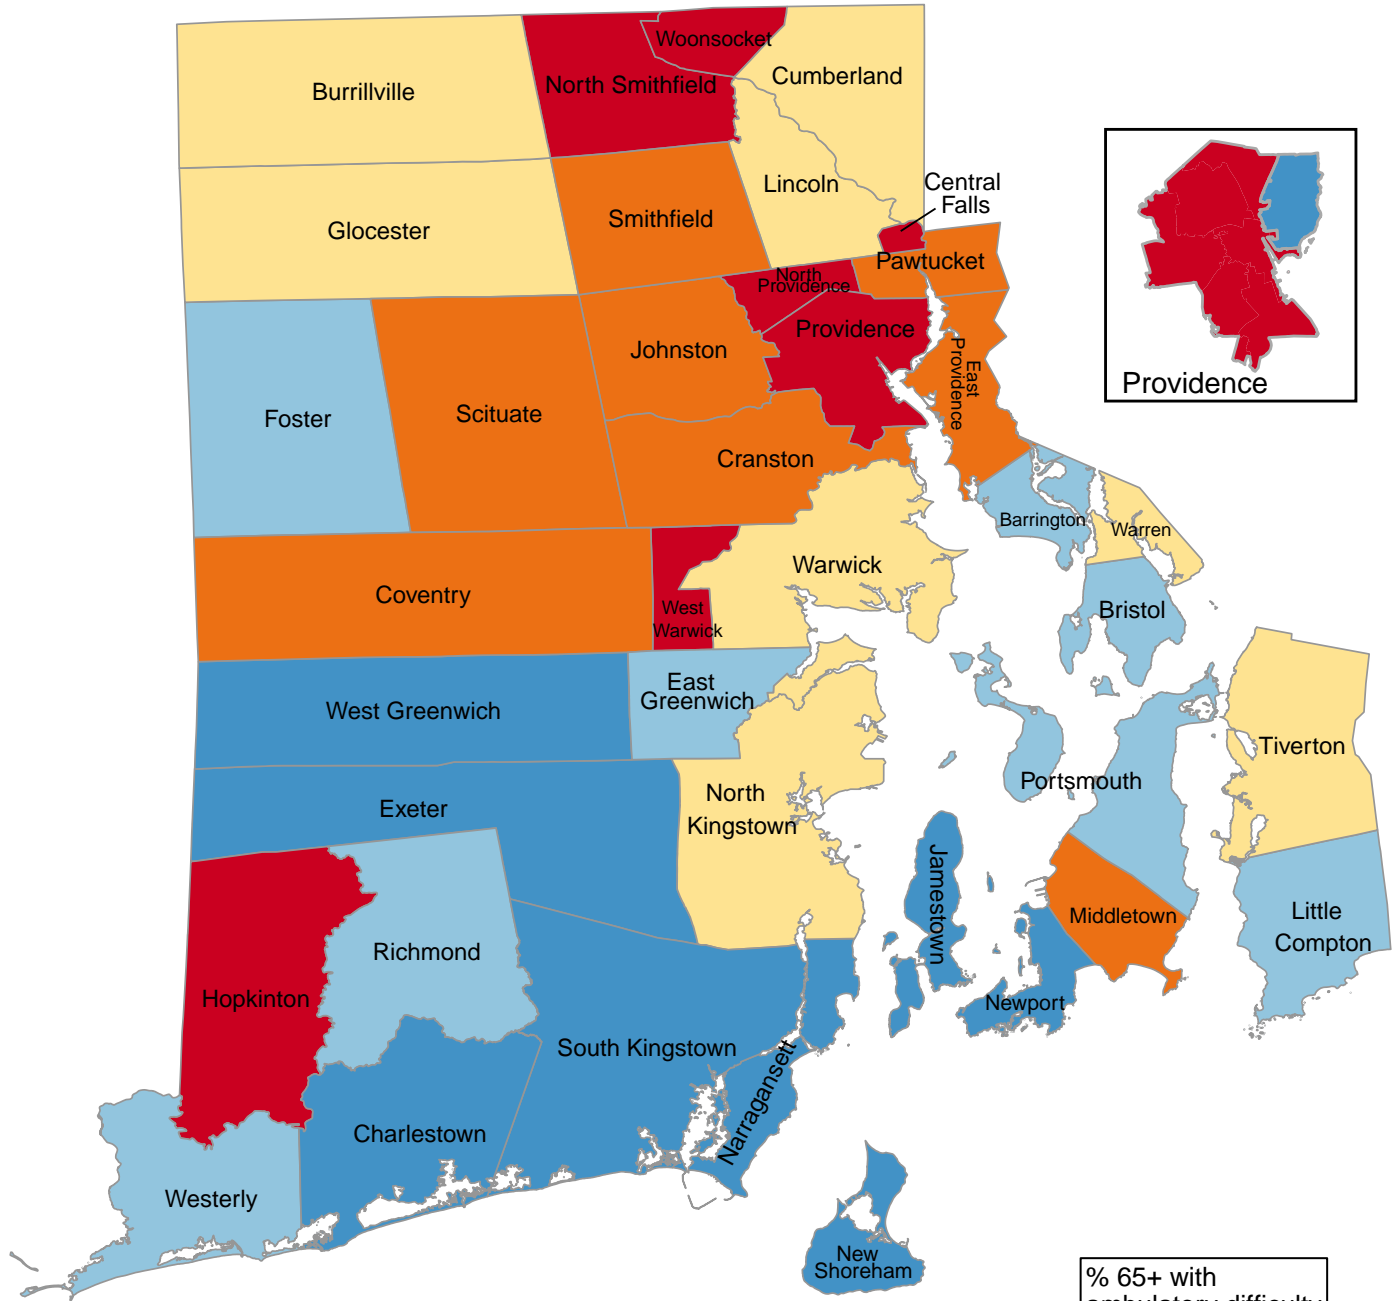 Woonsocket
North Smithfield
Cumberland
Burrillville
Lincoln
Central
Falls
Smithfield
Glocester
Pawtucket
North
Providence
Providence
Johnston
East
Providence
Foster
Scituate
Cranston
Providence
Barrington
Warren
Warwick
Coventry
West
Warwick
Bristol
East
Greenwich
West Greenwich
Tiverton
Portsmouth
North
Kingstown
Exeter
Jamestown
Middletown
Little
Compton
Richmond
Hopkinton
Newport
South Kingstown
Narragansett
Charlestown
Westerly
New
Shoreham
% 65+ with
ambulatory difficulty